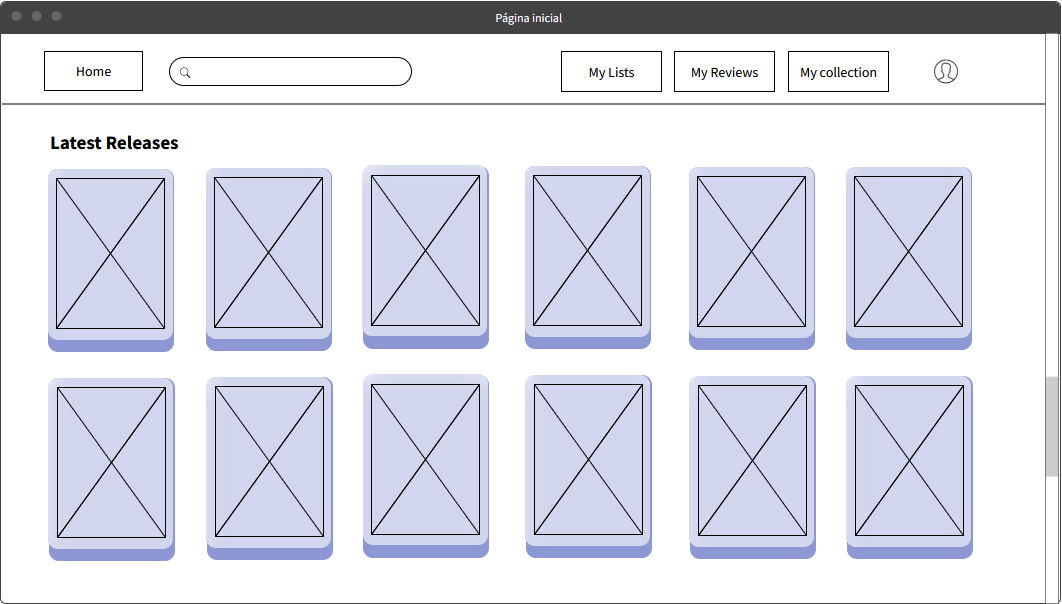 Página inicial
Home
My Lists
My Reviews
My collection
Latest Releases